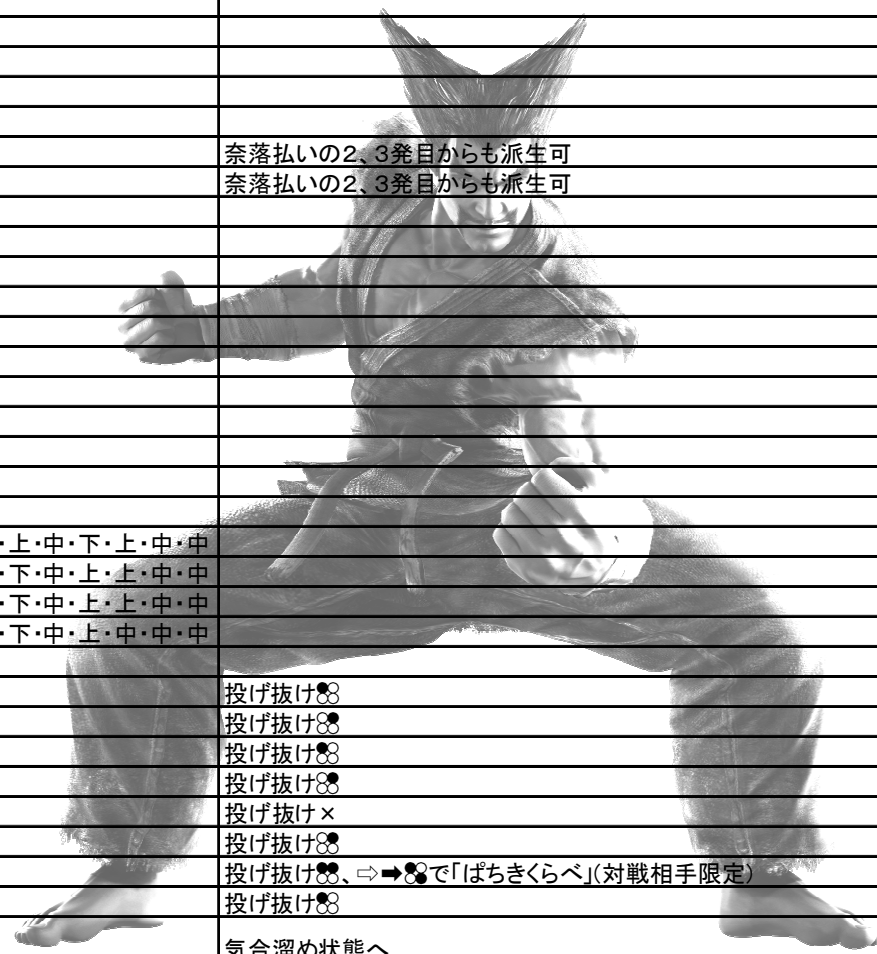 奈落払いの２、３発目からも派生可
奈落払いの２、３発目からも派生可
・上・中・下・上・中・中
・下・中・上・上・中・中
・下・中・上・上・中・中
・下・中・上・中・中・中
投げ抜け
投げ抜け
投げ抜け
投げ抜け
投げ抜け×
投げ抜け
投げ抜け、⇨➡で「ぱちきくらべ」(対戦相手限定)
投げ抜け
気合溜め状態へ